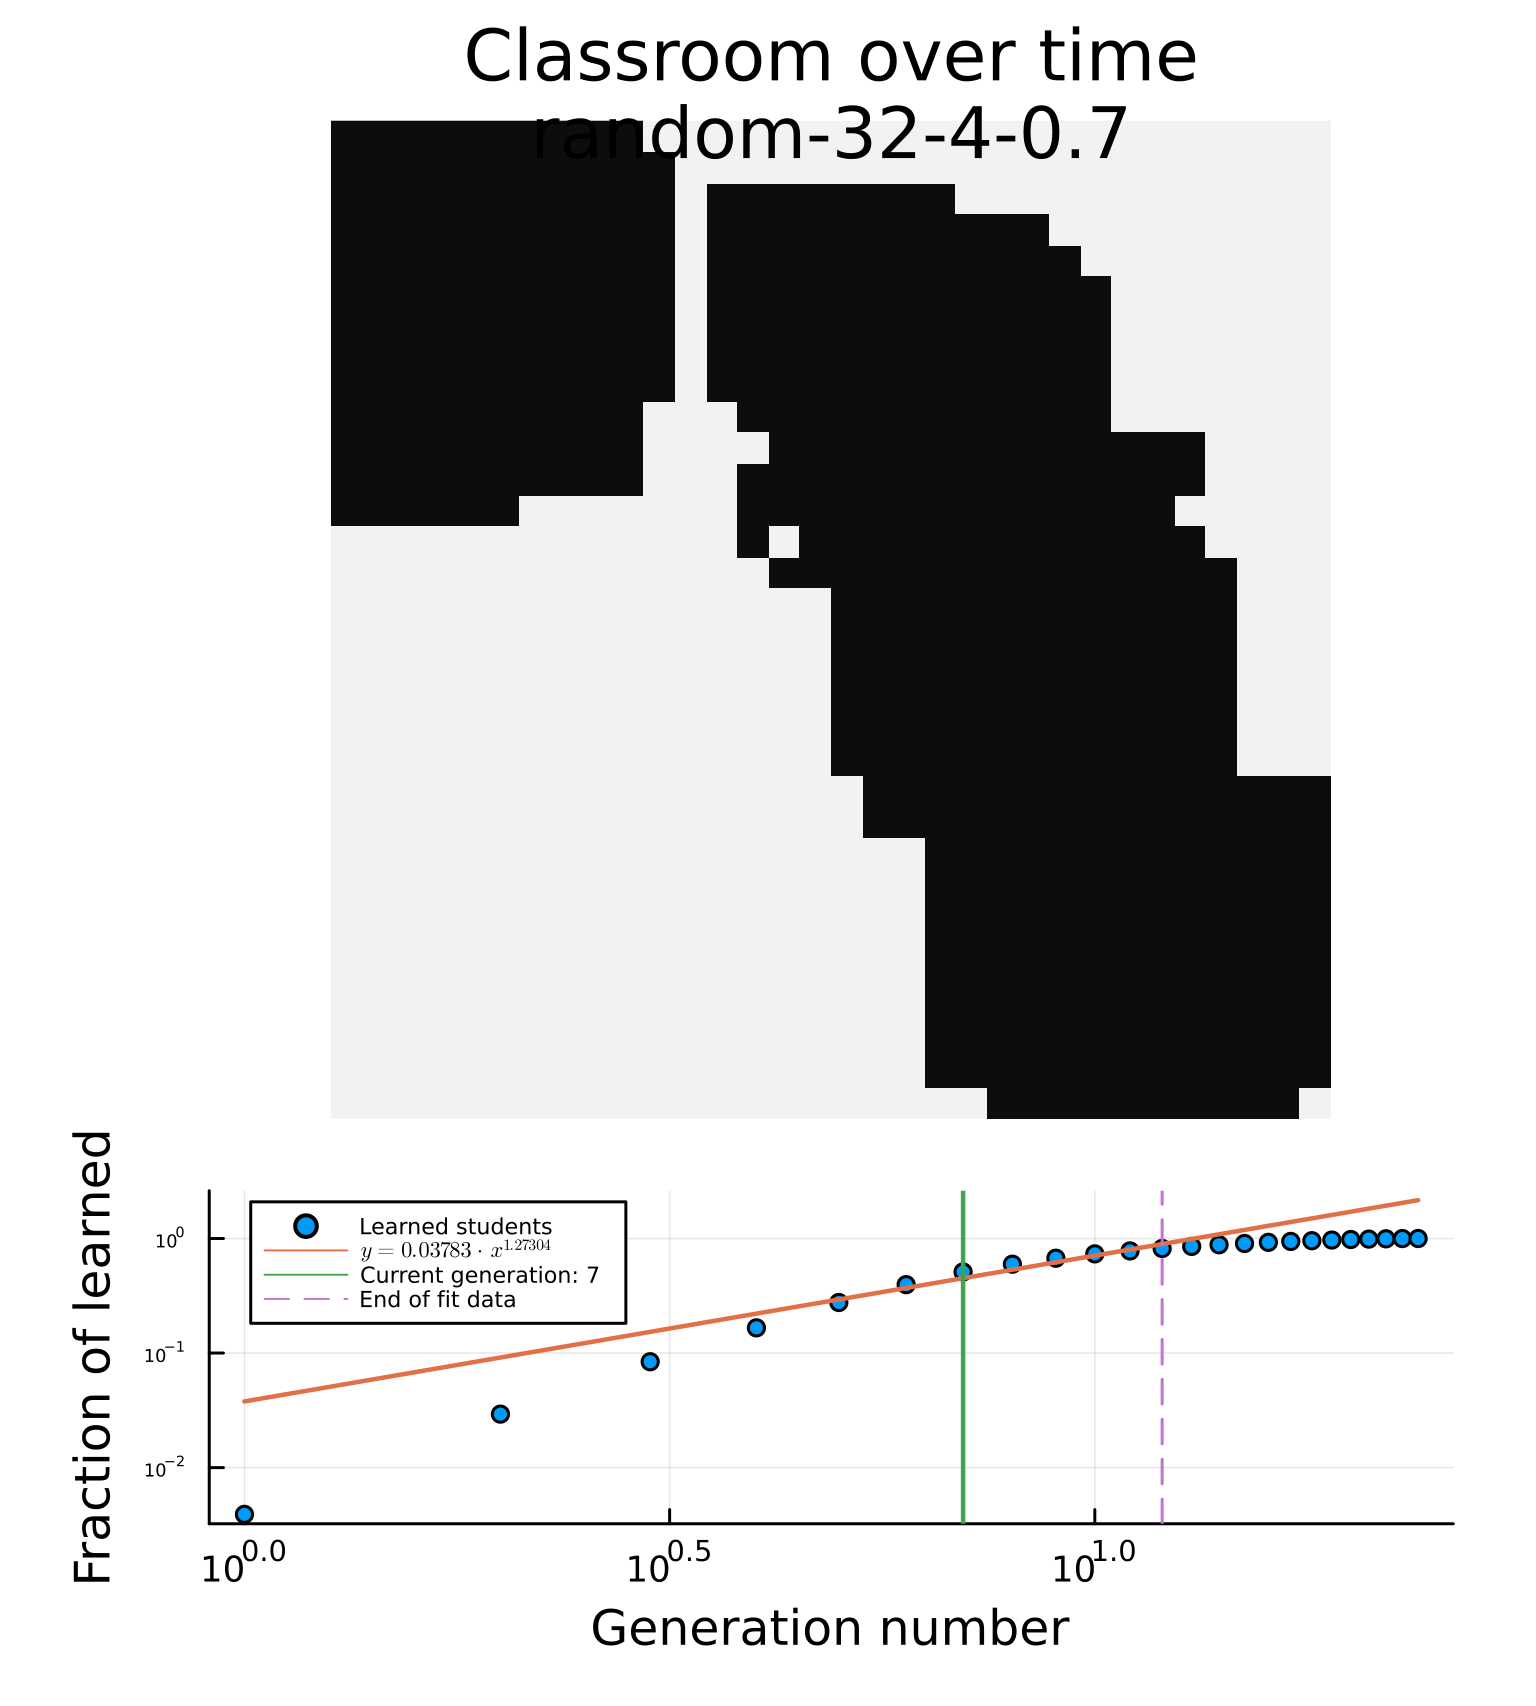 Classroom over time
random-32-4-0.7
Fraction of learned
10⁰
10⁻¹
10⁻²
Learned students
y = 0.03783 · x^1.27304
Current generation: 7
End of fit data
10^0.0
10^0.5
10^1.0
Generation number